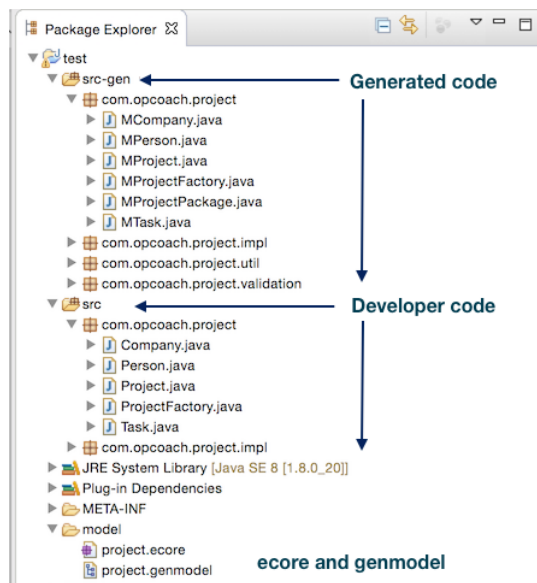 Package Explorer
test
src-gen
Generated code
com.opcoach.project
MCompany.java
MPerson.java
MProject.java
MProjectFactory.java
MProjectPackage.java
MTask.java
com.opcoach.project.impl
com.opcoach.project.util
com.opcoach.project.validation
src
Developer code
com.opcoach.project
Company.java
Person.java
Project.java
ProjectFactory.java
Task.java
com.opcoach.project.impl
JRE System Library [Java SE 8 [1.8.0_20]]
Plug-in Dependencies
META-INF
model
project.ecore
project.genmodel
ecore and genmodel